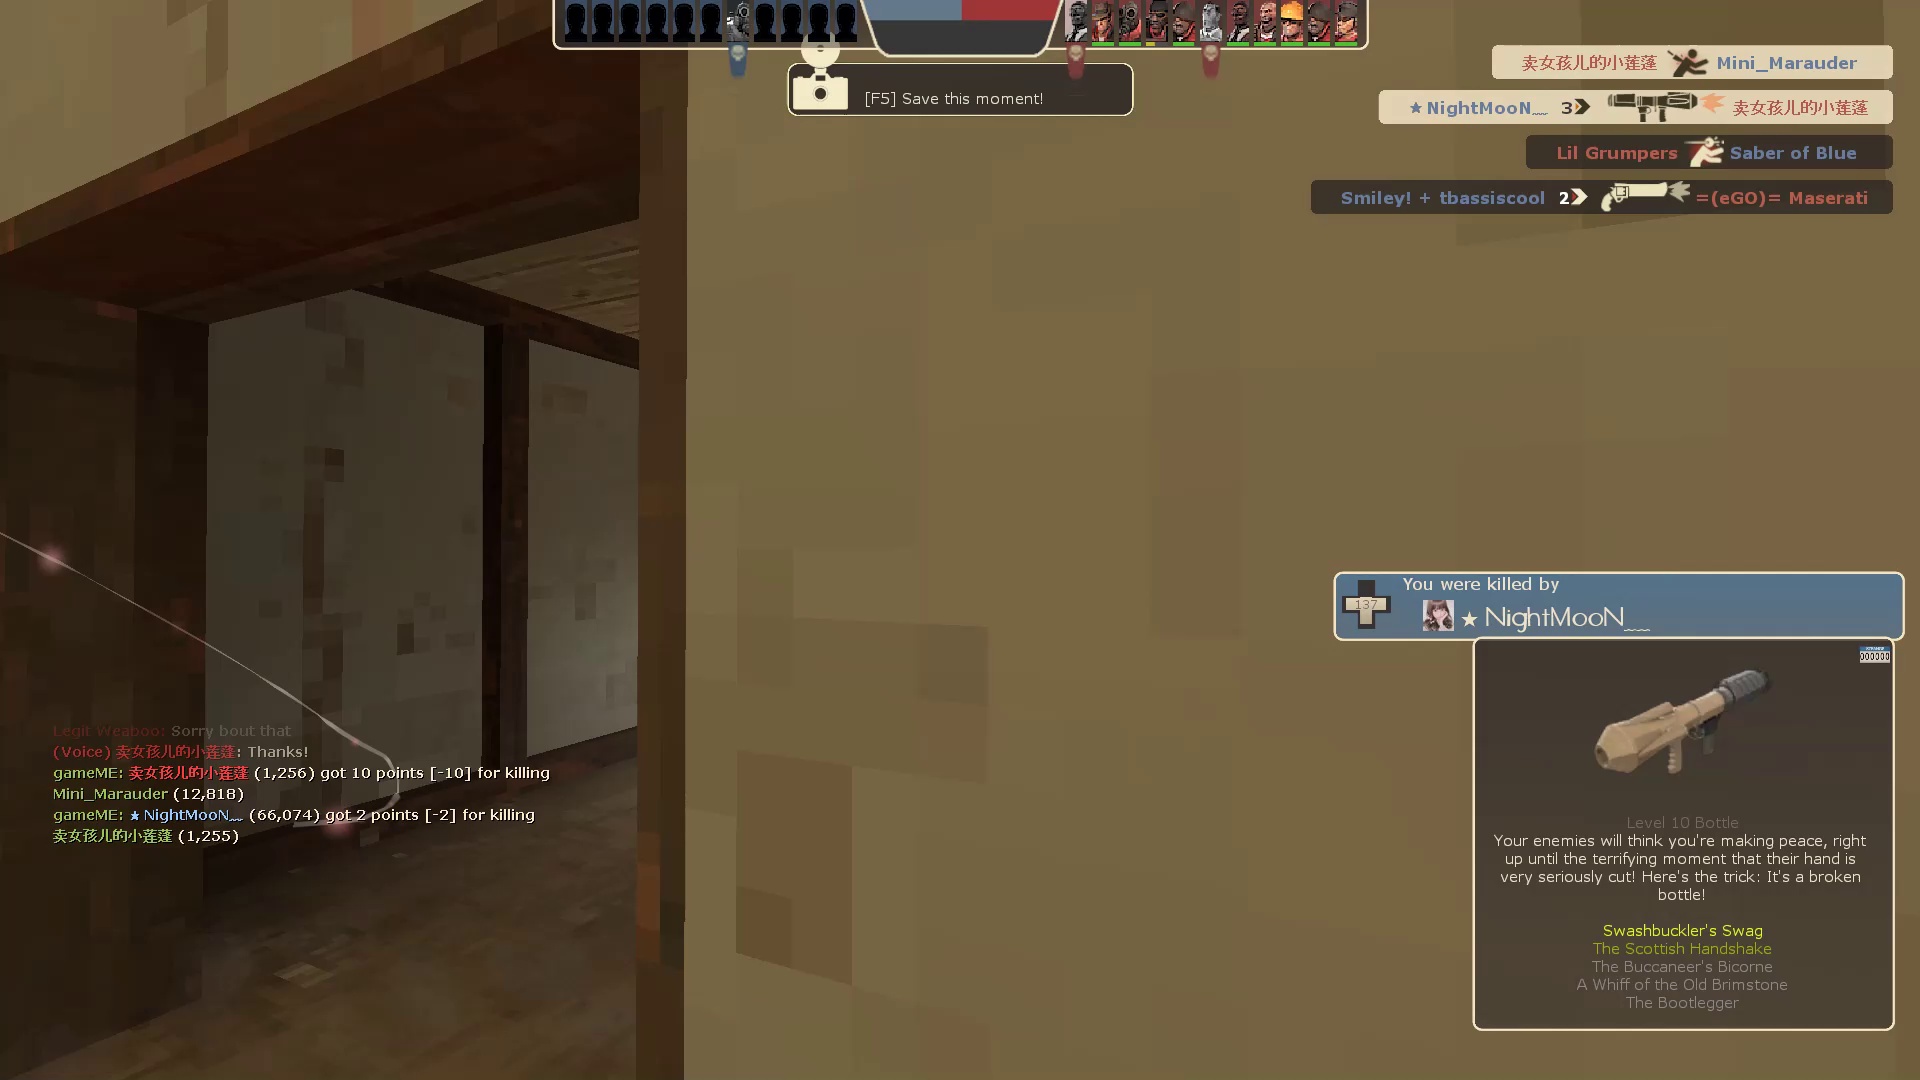 [F5] Save this moment!
卖女孩儿的小莲蓬 Mini_Marauder
★ NightMooN﹏ 3 卖女孩儿的小莲蓬
Lil Grumpers Saber of Blue
Smiley! + tbassiscool 2 =(eGO)= Maserati
You were killed by
137
★ NightMooN﹏
STRANGE
000000
Level 10 Bottle
Your enemies will think you're making peace, right
up until the terrifying moment that their hand is
very seriously cut! Here's the trick: It's a broken
bottle!
Swashbuckler's Swag
The Scottish Handshake
The Buccaneer's Bicorne
A Whiff of the Old Brimstone
The Bootlegger
Legit Weaboo: Sorry bout that
(Voice) 卖女孩儿的小莲蓬: Thanks!
gameME: 卖女孩儿的小莲蓬 (1,256) got 10 points [-10] for killing
Mini_Marauder (12,818)
gameME: ★ NightMooN﹏ (66,074) got 2 points [-2] for killing
卖女孩儿的小莲蓬 (1,255)